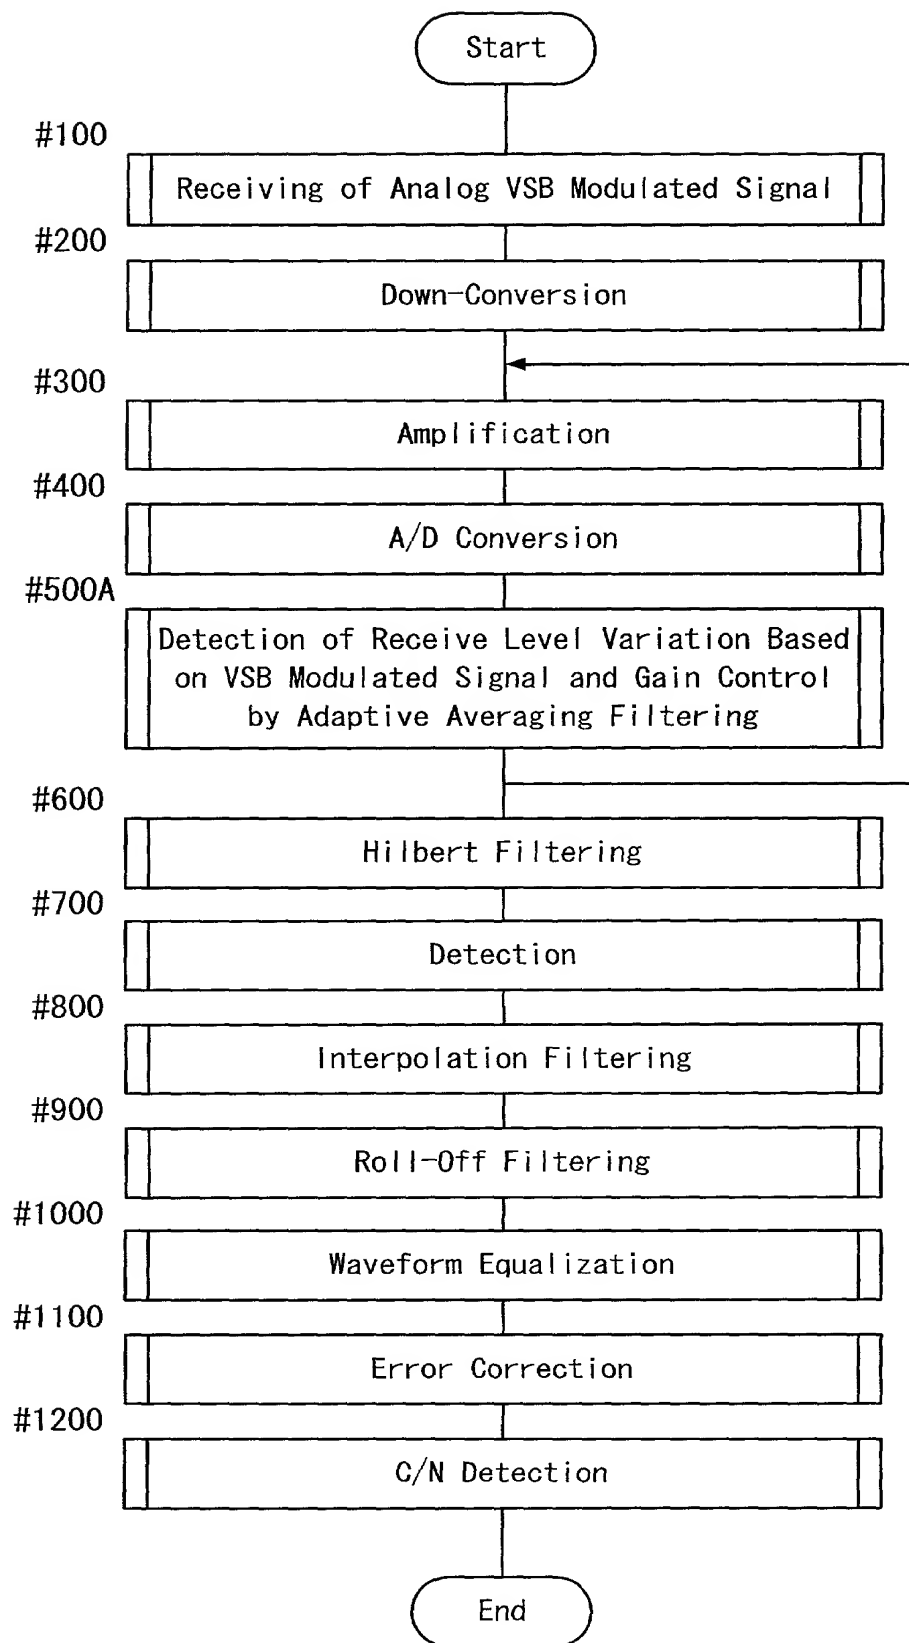 Start
#100
Receiving of Analog VSB Modulated Signal
#200
Down-Conversion
#300
Amplification
#400
A/D Conversion
#500A
Detection of Receive Level Variation Based
on VSB Modulated Signal and Gain Control
by Adaptive Averaging Filtering
#600
Hilbert Filtering
#700
Detection
#800
Interpolation Filtering
#900
Roll-Off Filtering
#1000
Waveform Equalization
#1100
Error Correction
#1200
C/N Detection
End